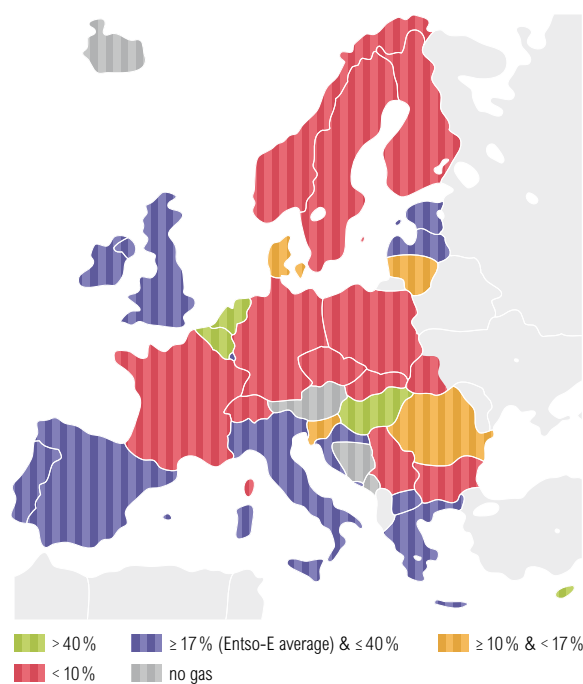 > 40 % ≥ 17 % (Entso-E average) & ≤ 40 % ≥ 10 % & < 17 %
< 10 % no gas